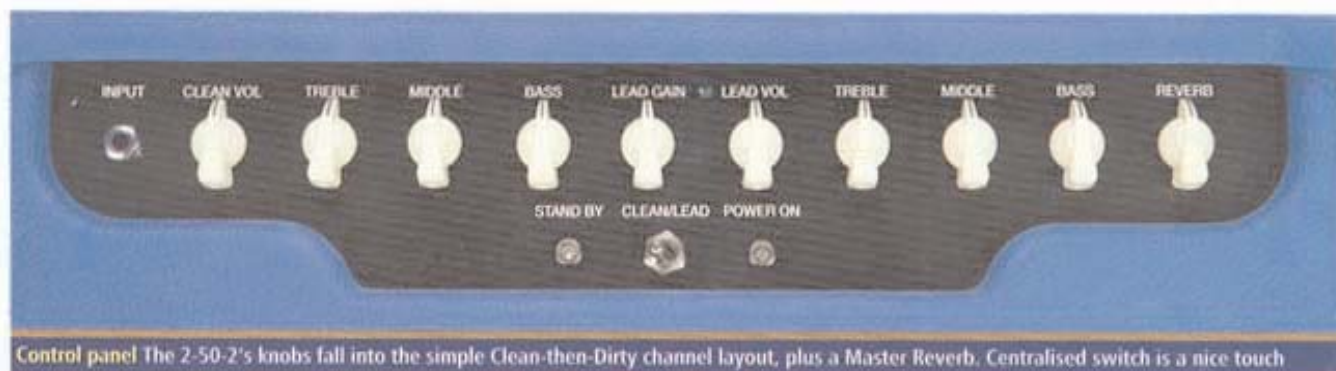 INPUT CLEAN VOL TREBLE MIDDLE BASS LEAD GAIN LEAD VOL TREBLE MIDDLE BASS REVERB
STAND BY CLEAN/LEAD POWER ON
Control panel The 2-50-2's knobs fall into the simple Clean-then-Dirty channel layout, plus a Master Reverb. Centralised switch is a nice touch